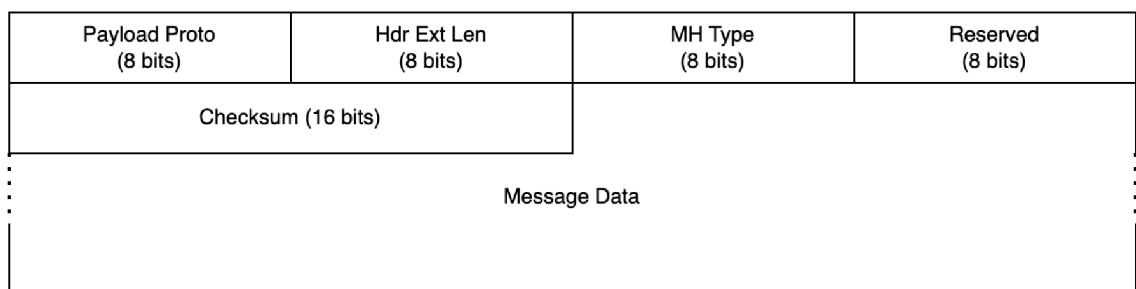 Payload Proto
(8 bits)
Hdr Ext Len
(8 bits)
MH Type
(8 bits)
Reserved
(8 bits)
Checksum (16 bits)
Message Data